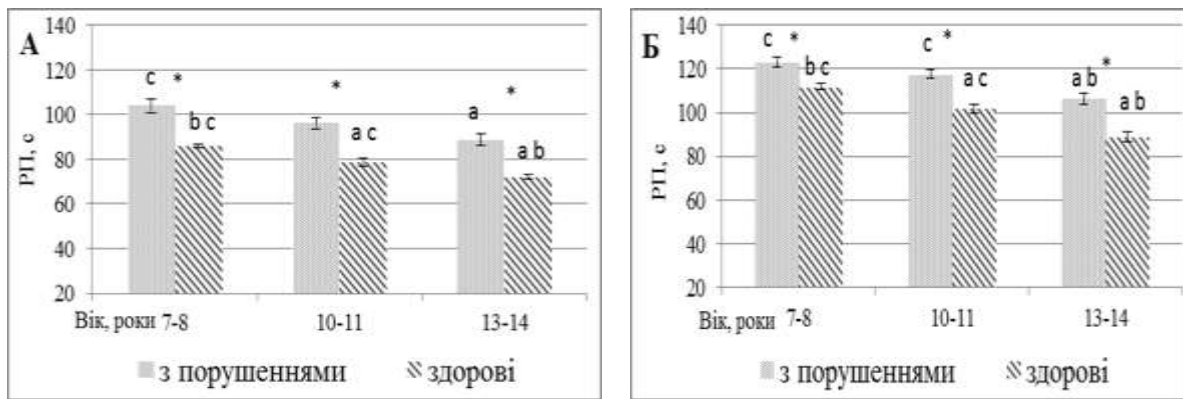 А
140
120
100
80
60
40
20
РП, с
c *
b c
*
a c
a *
a b
Вік, роки 7-8 10-11 13-14
з порушеннями здорові
Б
140
120
100
80
60
40
20
РП, с
c *
b c
c *
a c
a b *
a b
Вік, роки 7-8 10-11 13-14
з порушеннями здорові